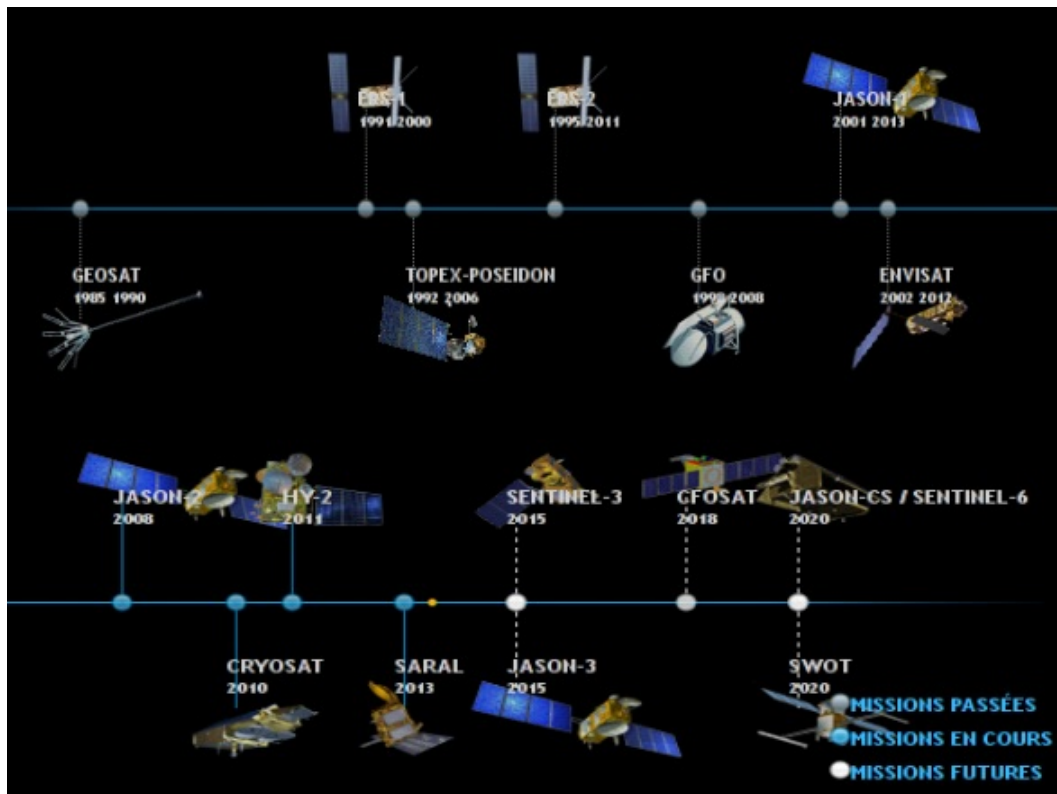 ERS-1
1991 2000
ERS-2
1995 2011
JASON-1
2001 2013
GEOSAT
1985 1990
TOPEX-POSEIDON
1992 2006
GFO
1998 2008
ENVISAT
2002 2012
JASON-2
2008
HY-2
2011
SENTINEL-3
2015
CFOSAT
2018
JASON-CS / SENTINEL-6
2020
CRYOSAT
2010
SARAL
2013
JASON-3
2015
SWOT
2020
MISSIONS PASSÉES
MISSIONS EN COURS
MISSIONS FUTURES